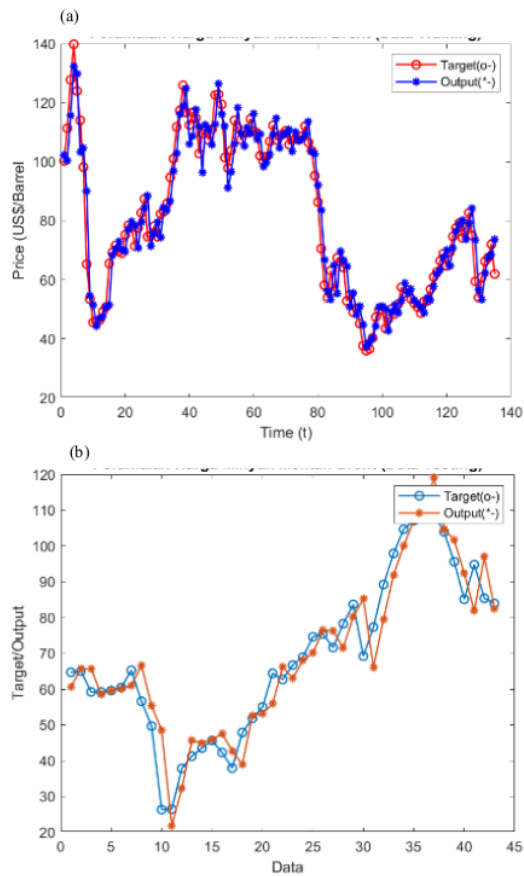 (a)
140
Target(o-)
Output(*-)
120
100
80
60
40
20
Price (US$/Barrel
0 20 40 60 80 100 120 140
Time (t)
(b)
120
Target(o-)
Output(*-)
110
100
90
80
70
60
50
40
30
20
Target/Output
0 5 10 15 20 25 30 35 40 45
Data